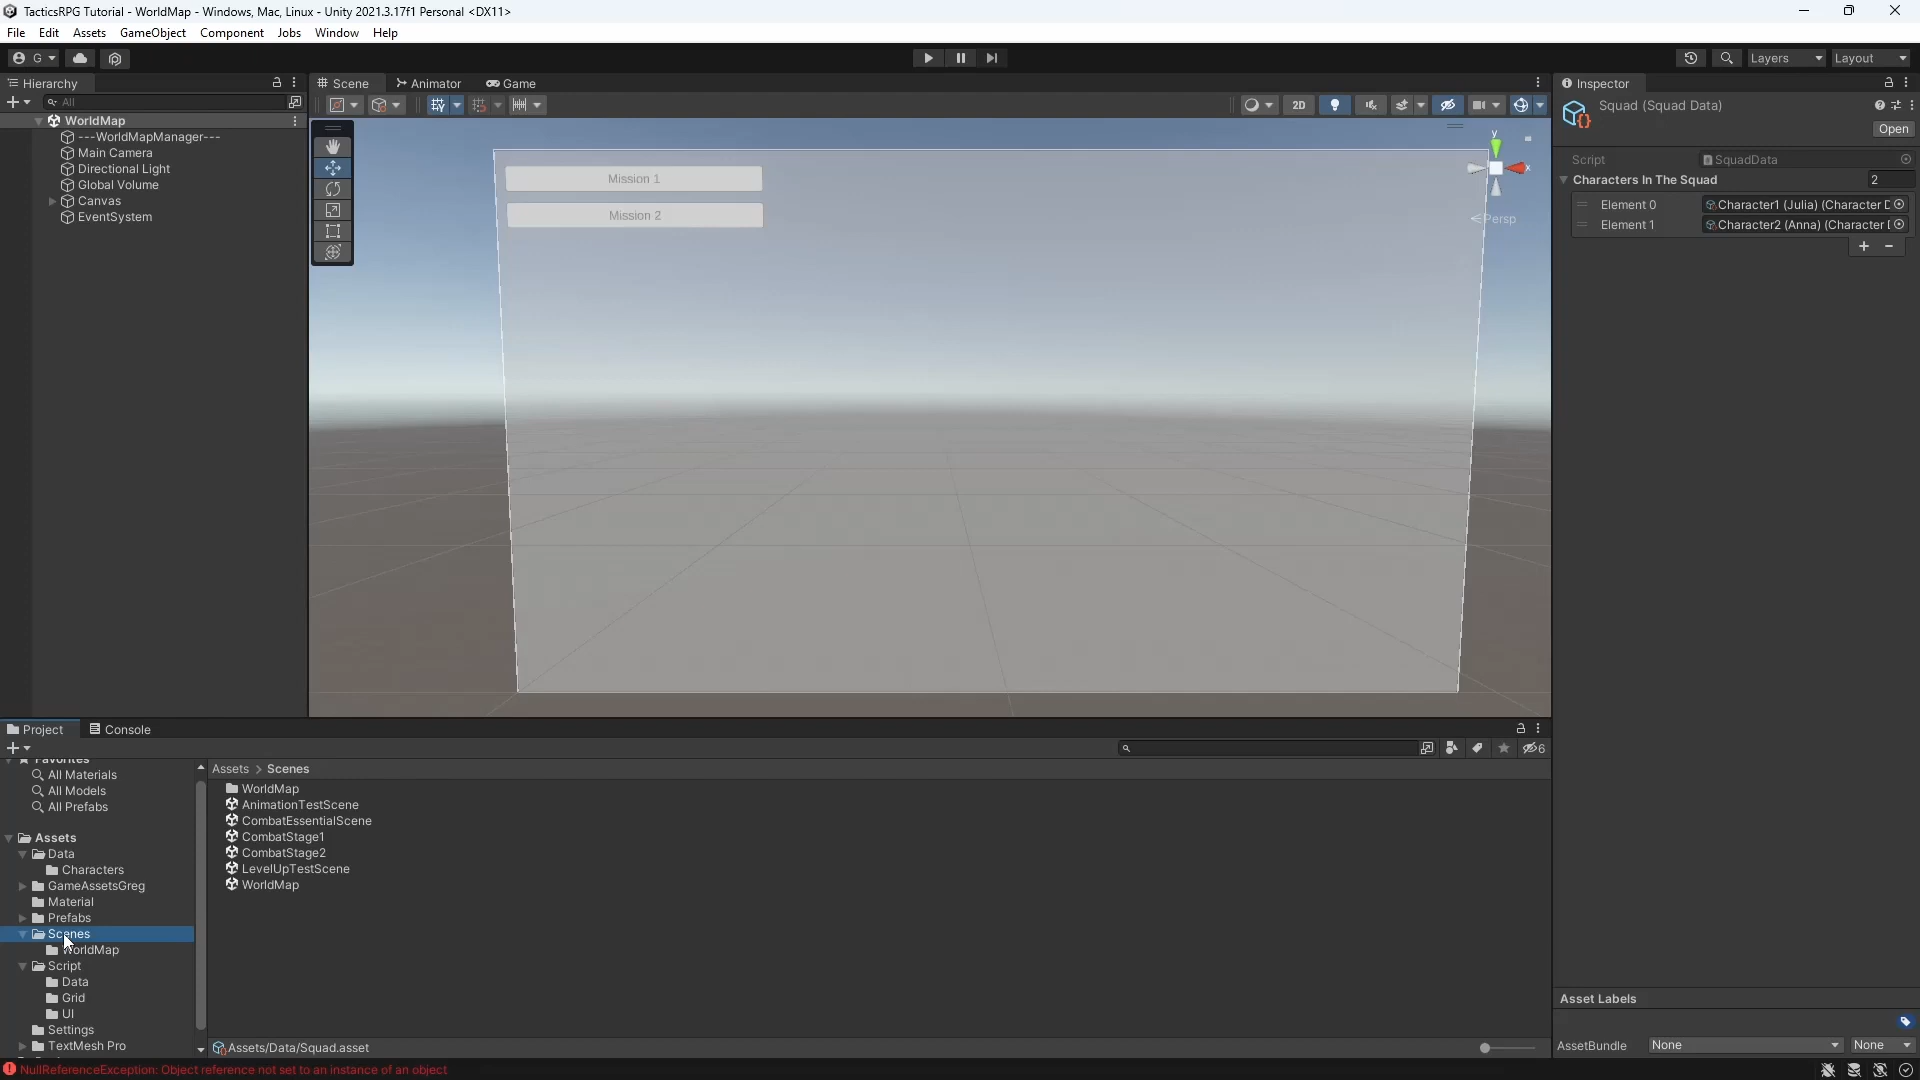 TacticsRPG Tutorial - WorldMap - Windows, Mac, Linux - Unity 2021.3.17f1 Personal <DX11>
File Edit Assets GameObject Component Jobs Window Help
G Layers Layout
Hierarchy
All
WorldMap
---WorldMapManager---
Main Camera
Directional Light
Global Volume
Canvas
EventSystem
Scene Animator Game
2D
Mission 1
Mission 2
y
x
Persp
Inspector
Squad (Squad Data)
Open
Script SquadData
Characters In The Squad 2
Element 0 Character1 (Julia) (Character
Element 1 Character2 (Anna) (Character
Project Console
6
Favorites
All Materials
All Models
All Prefabs
Assets
Data
Characters
GameAssetsGreg
Material
Prefabs
Scenes
WorldMap
Script
Data
Grid
UI
Settings
TextMesh Pro
Assets > Scenes
WorldMap
AnimationTestScene
CombatEssentialScene
CombatStage1
CombatStage2
LevelUpTestScene
WorldMap
Assets/Data/Squad.asset
Asset Labels
AssetBundle None None
NullReferenceException: Object reference not set to an instance of an object